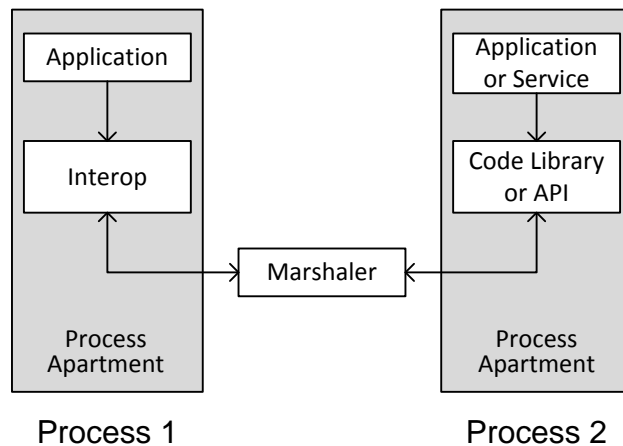 Application
Interop
Process
Apartment
Process 1
Marshaler
Application
or Service
Code Library
or API
Process
Apartment
Process 2